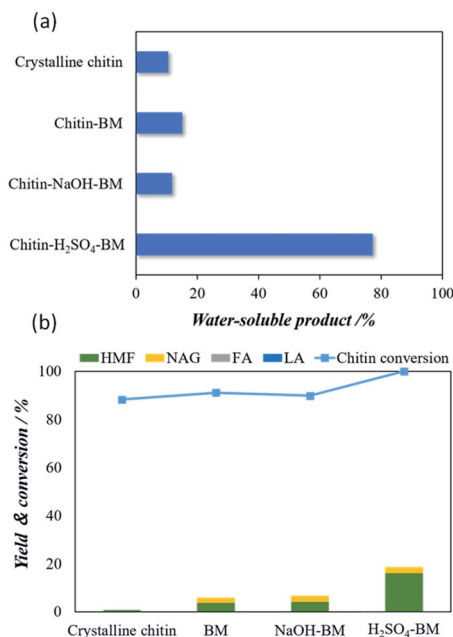 (a)
Crystalline chitin
Chitin-BM
Chitin-NaOH-BM
Chitin-H₂SO₄-BM
0 20 40 60 80 100
Water-soluble product /%
(b)
HMF NAG FA LA Chitin conversion
100
80
60
40
20
0
Yield & conversion / %
Crystalline chitin BM NaOH-BM H₂SO₄-BM